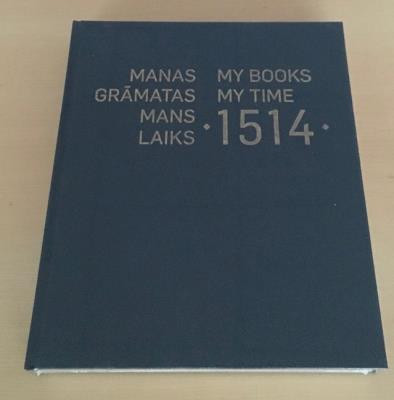 MANAS
GRĀMATAS
MANS
LAIKS
MY BOOKS
MY TIME
·1514·